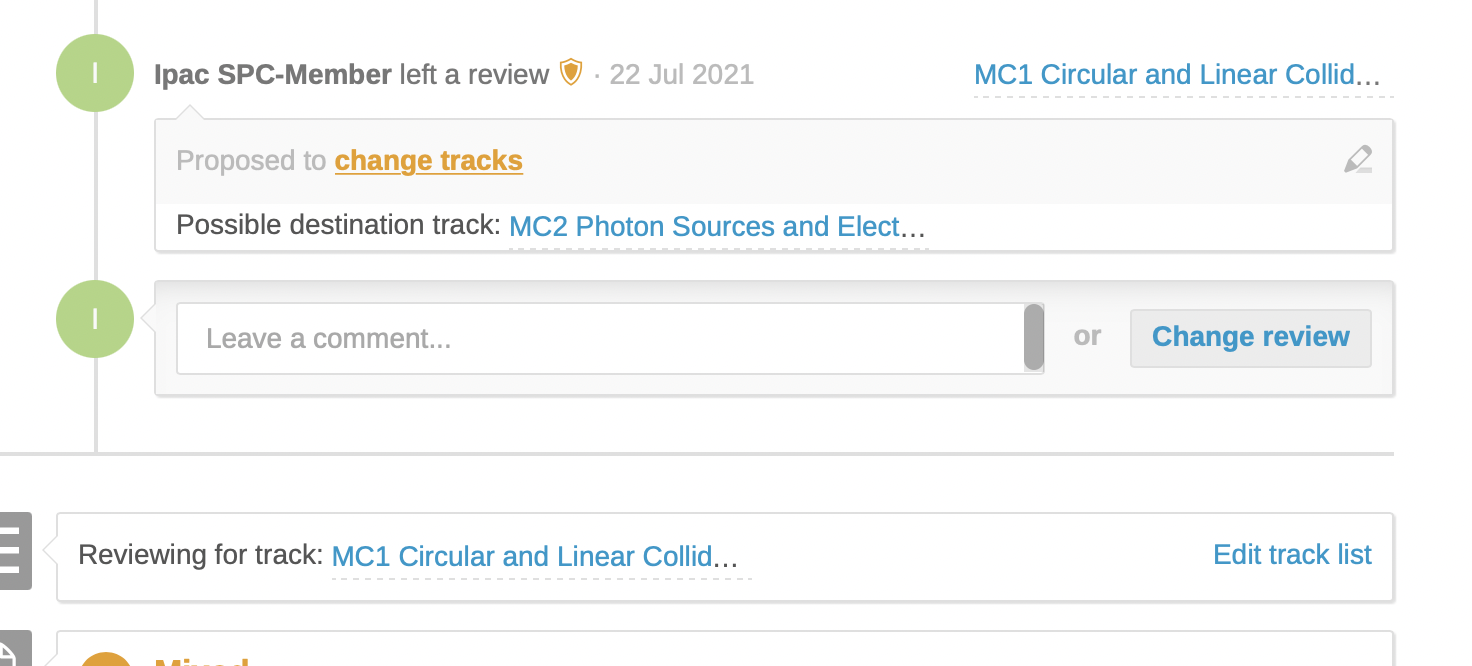 I
Ipac SPC-Member left a review · 22 Jul 2021 MC1 Circular and Linear Collid...
Proposed to change tracks
Possible destination track: MC2 Photon Sources and Elect...
I
Leave a comment... or Change review
Reviewing for track: MC1 Circular and Linear Collid... Edit track list
Mixed